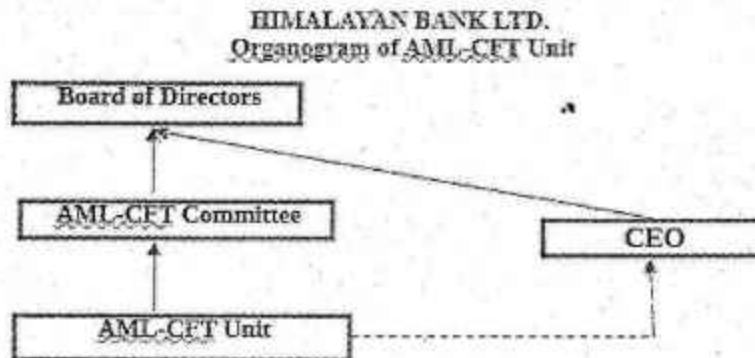 HIMALAYAN BANK LTD.
Organogram of AML-CFT Unit
Board of Directors
AML-CFT Committee
CEO
AML-CFT Unit